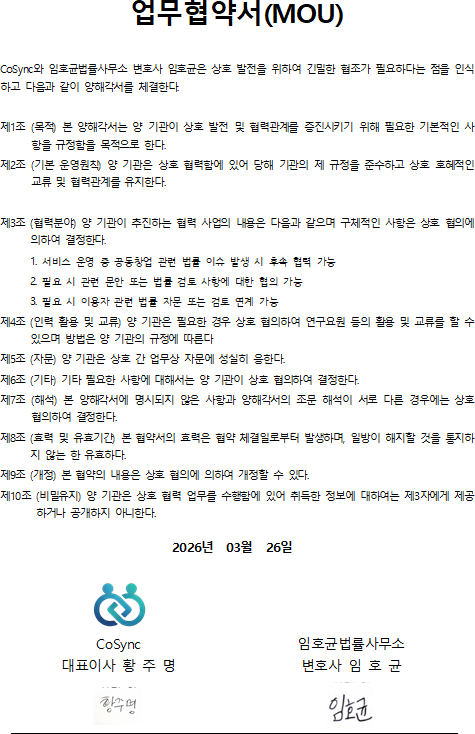 업무협약서(MOU)
CoSync와 임호균법률사무소 변호사 임호균은 상호 발전을 위하여 긴밀한 협조가 필요하다는 점을 인식
하고 다음과 같이 양해각서를 체결한다.
제1조 (목적) 본 양해각서는 양 기관이 상호 발전 및 협력관계를 증진시키기 위해 필요한 기본적인 사
항을 규정함을 목적으로 한다.
제2조 (기본 운영원칙) 양 기관은 상호 협력함에 있어 당해 기관의 제 규정을 준수하고 상호 호혜적인
교류 및 협력관계를 유지한다.
제3조 (협력분야) 양 기관이 추진하는 협력 사업의 내용은 다음과 같으며 구체적인 사항은 상호 협의에
의하여 결정한다.
1. 서비스 운영 중 공동창업 관련 법률 이슈 발생 시 후속 협력 가능
2. 필요 시 관련 문안 또는 법률 검토 사항에 대한 협의 가능
3. 필요 시 이용자 관련 법률 자문 또는 검토 연계 가능
제4조 (인력 활용 및 교류) 양 기관은 필요한 경우 상호 협의하여 연구요원 등의 활용 및 교류를 할 수
있으며 방법은 양 기관의 규정에 따른다
제5조 (자문) 양 기관은 상호 간 업무상 자문에 성실히 응한다.
제6조 (기타) 기타 필요한 사항에 대해서는 양 기관이 상호 협의하여 결정한다.
제7조 (해석) 본 양해각서에 명시되지 않은 사항과 양해각서의 조문 해석이 서로 다른 경우에는 상호
협의하여 결정한다.
제8조 (효력 및 유효기간) 본 협약서의 효력은 협약 체결일로부터 발생하며, 일방이 해지할 것을 통지하
지 않는 한 유효하다.
제9조 (개정) 본 협약의 내용은 상호 협의에 의하여 개정할 수 있다.
제10조 (비밀유지) 양 기관은 상호 협력 업무를 수행함에 있어 취득한 정보에 대하여는 제3자에게 제공
하거나 공개하지 아니한다.
2026년 03월 26일
CoSync 임호균법률사무소
대표이사 황 주 명 변호사 임 호 균
황주명 임호균